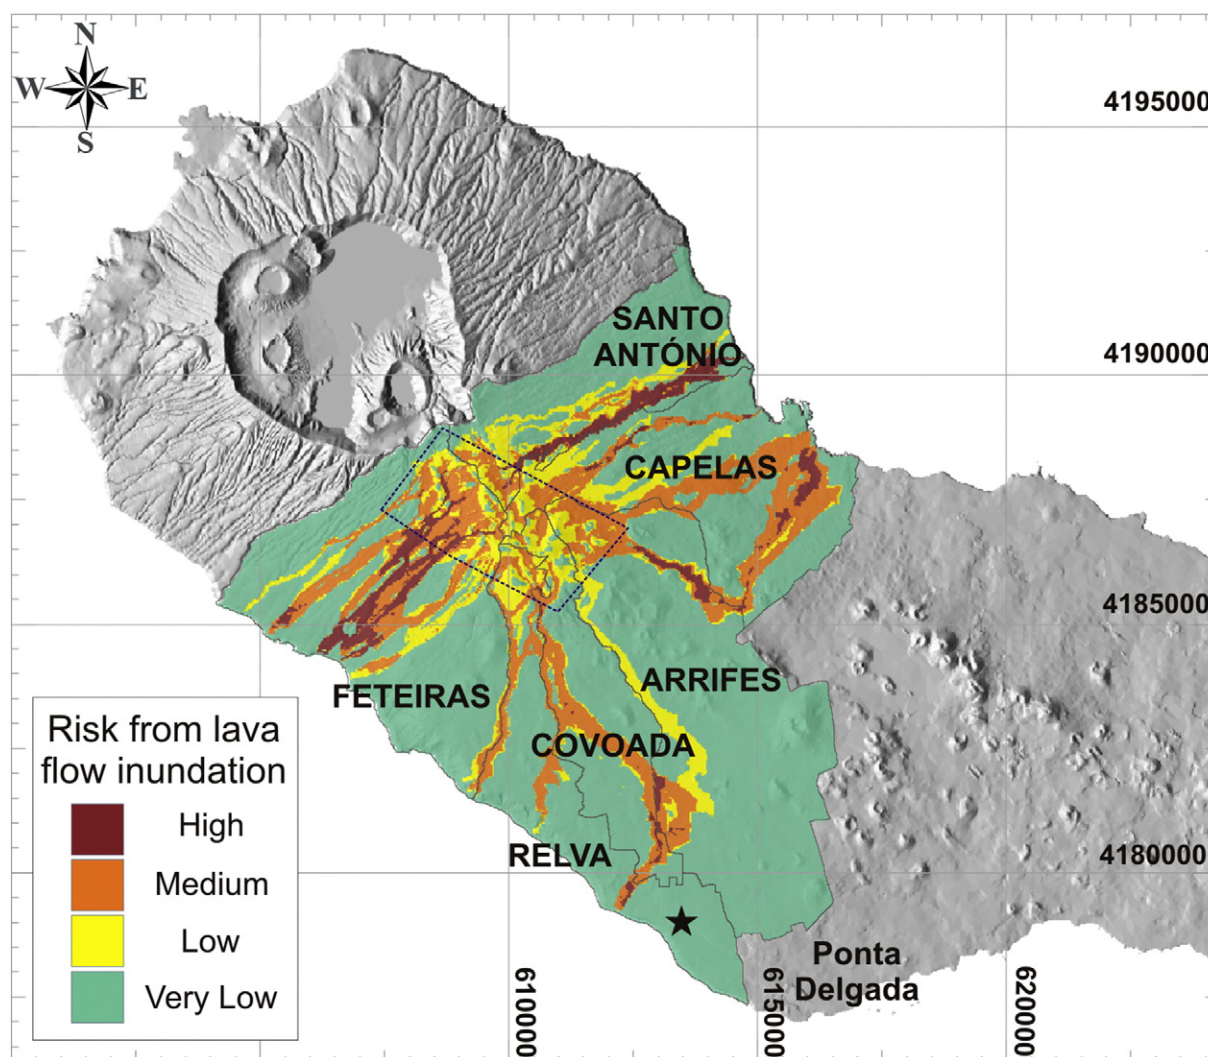 N
W E
S
4195000
SANTO
ANTÓNIO
4190000
CAPELAS
4185000
ARRIFES
FETEIRAS
COVOADA
RELVA
4180000
Ponta
Delgada
610000
615000
620000
Risk from lava
flow inundation
High
Medium
Low
Very Low